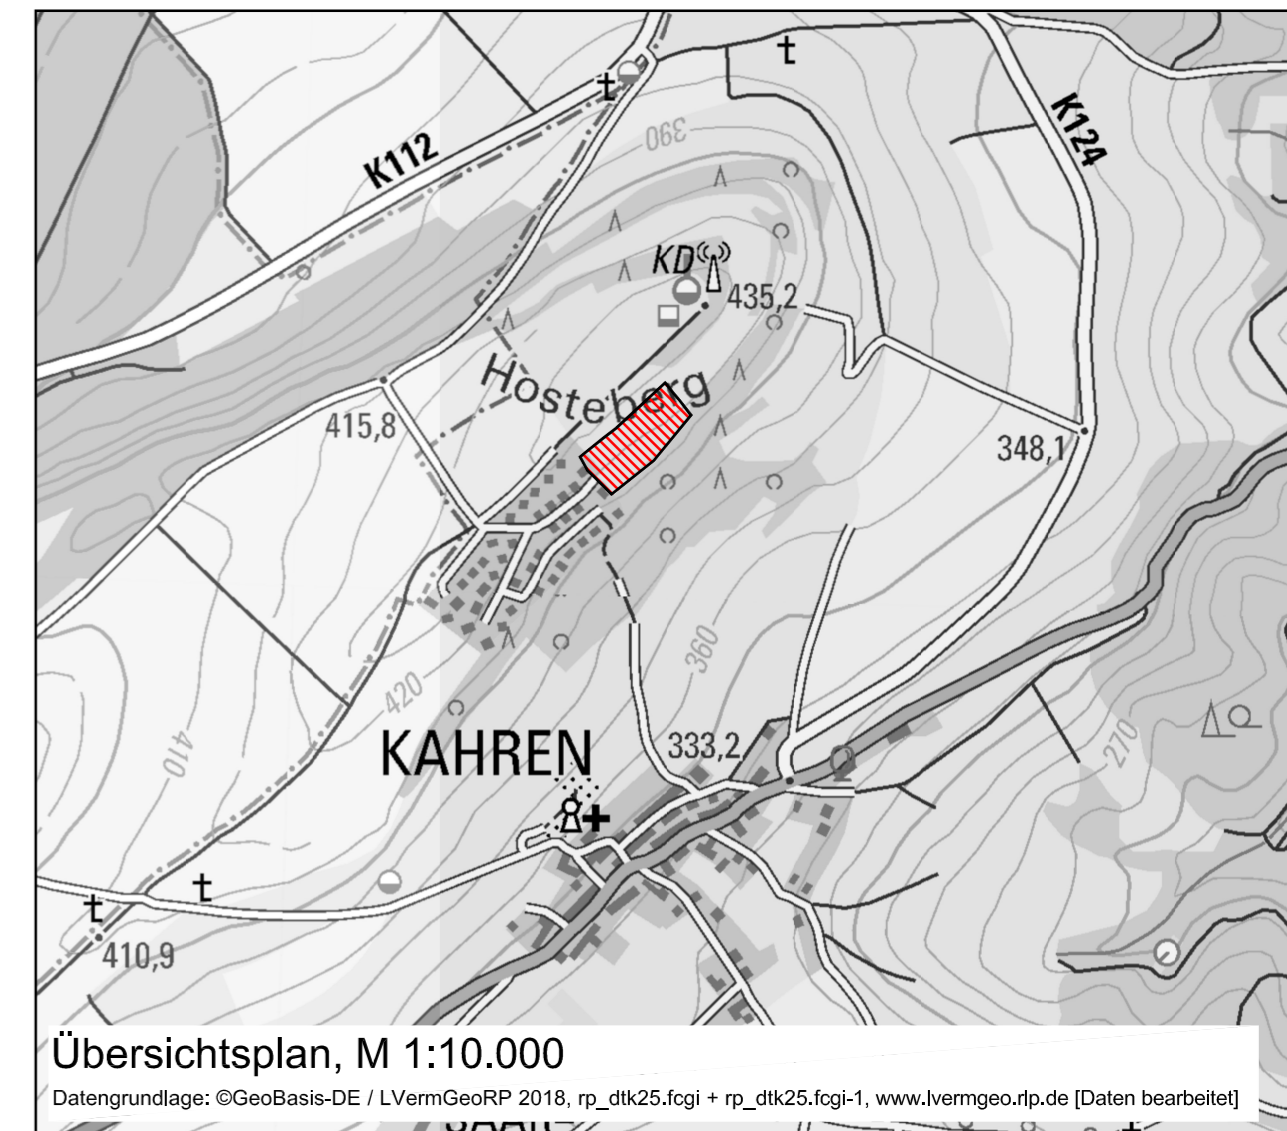 K112
K124
390
KD
435,2
Hosteberg
415,8
348,1
360
420
410
KAHREN
333,2
270
410,9
Übersichtsplan, M 1:10.000
Datengrundlage: ©GeoBasis-DE / LVermGeoRP 2018, rp_dtk25.fcgi + rp_dtk25.fcgi-1, www.lvermgeo.rlp.de [Daten bearbeitet]